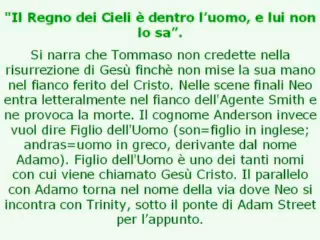 "Il Regno dei Cieli è dentro l’uomo, e lui non
lo sa”.
Si narra che Tommaso non credette nella
risurrezione di Gesù finchè non mise la sua mano
nel fianco ferito del Cristo. Nelle scene finali Neo
entra letteralmente nel fianco dell'Agente Smith e
ne provoca la morte. Il cognome Anderson invece
vuol dire Figlio dell'Uomo (son=figlio in inglese;
andras=uomo in greco, derivante dal nome
Adamo). Figlio dell'Uomo è uno dei tanti nomi
con cui viene chiamato Gesù Cristo. Il parallelo
con Adamo torna nel nome della via dove Neo si
incontra con Trinity, sotto il ponte di Adam Street
per l’appunto.